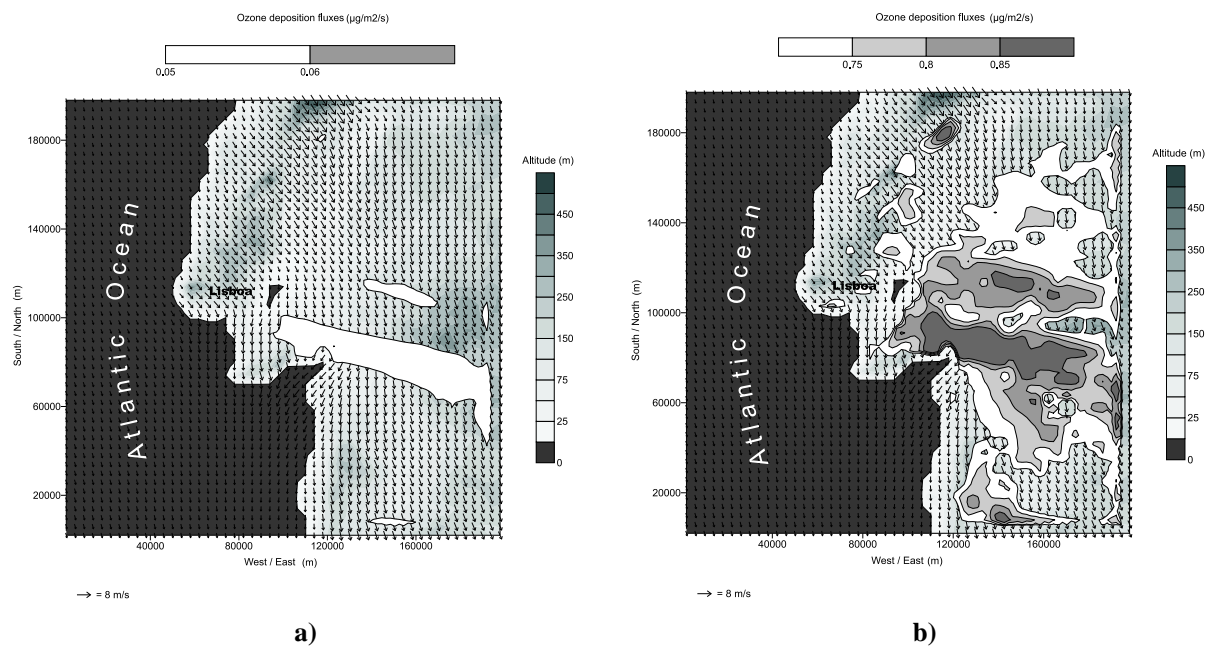 Ozone deposition fluxes (µg/m2/s)
0.05 0.06
180000
140000
100000
60000
20000
South / North (m)
Atlantic Ocean
Lisboa
40000 80000 120000 160000
West / East (m)
= 8 m/s
Altitude (m)
450
350
250
150
75
25
0
a)
Ozone deposition fluxes (µg/m2/s)
0.75 0.8 0.85
180000
140000
100000
60000
20000
South / North (m)
Atlantic Ocean
Lisboa
40000 80000 120000 160000
West / East (m)
= 8 m/s
Altitude (m)
450
350
250
150
75
25
0
b)